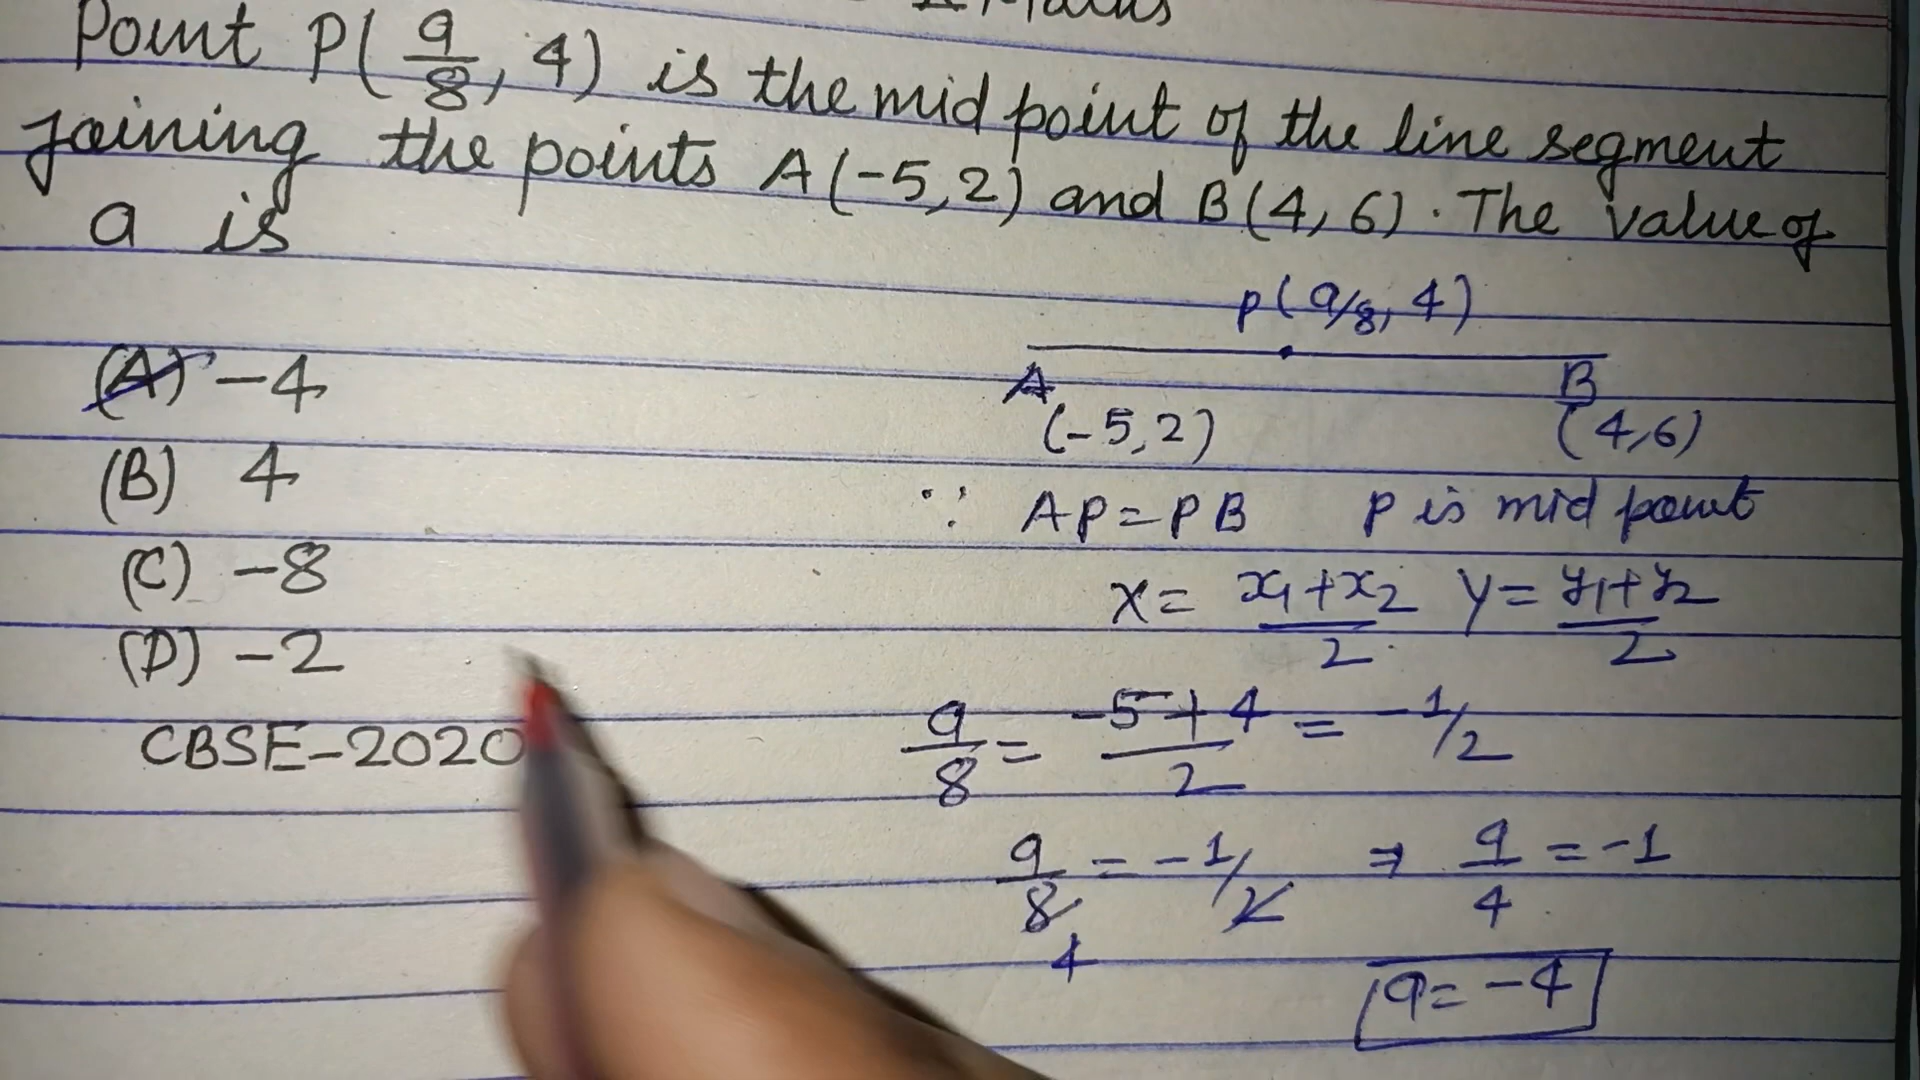 X Maths
Point P(a/8, 4) is the mid point of the line segment
joining the points A(-5,2) and B(4,6). The value of
a is
P(a/8, 4)
(A) -4
A B
(-5,2) (4,6)
(B) 4
∵ AP=PB P is mid point
(C) -8
x= x₁+x₂/2 y= y₁+y₂/2
(D) -2
CBSE-2020
a/8 = -5+4/2 = -1/2
a/8 = -1/2 ⇒ a/4 = -1
4
a=-4